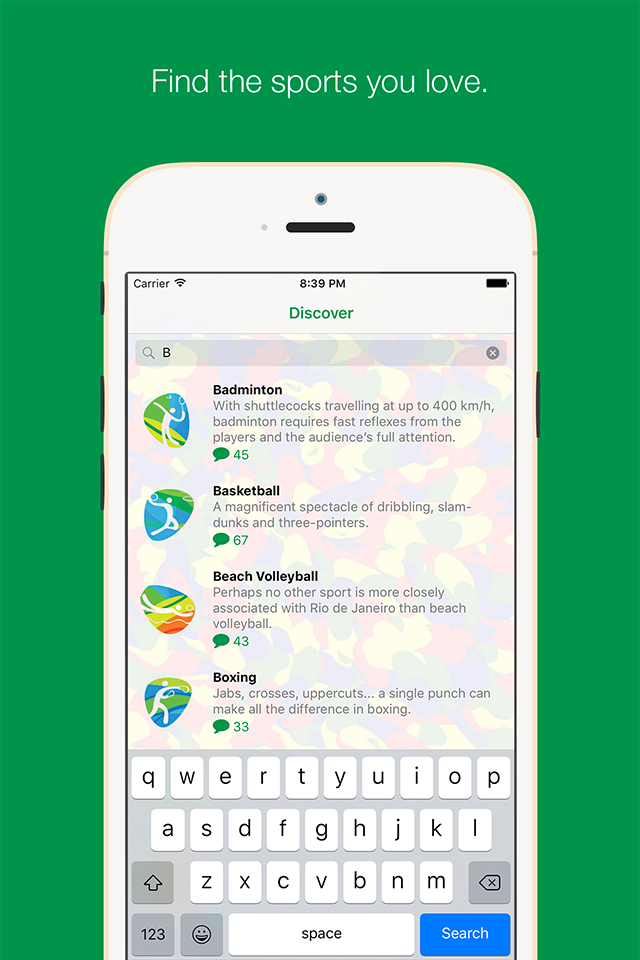 Find the sports you love.
Carrier 8:39 PM
Discover
B
Badminton
With shuttlecocks travelling at up to 400 km/h,
badminton requires fast reflexes from the
players and the audience’s full attention.
45
Basketball
A magnificent spectacle of dribbling, slam-
dunks and three-pointers.
67
Beach Volleyball
Perhaps no other sport is more closely
associated with Rio de Janeiro than beach
volleyball.
43
Boxing
Jabs, crosses, uppercuts... a single punch can
make all the difference in boxing.
33
q w e r t y u i o p
a s d f g h j k l
z x c v b n m
123 space Search